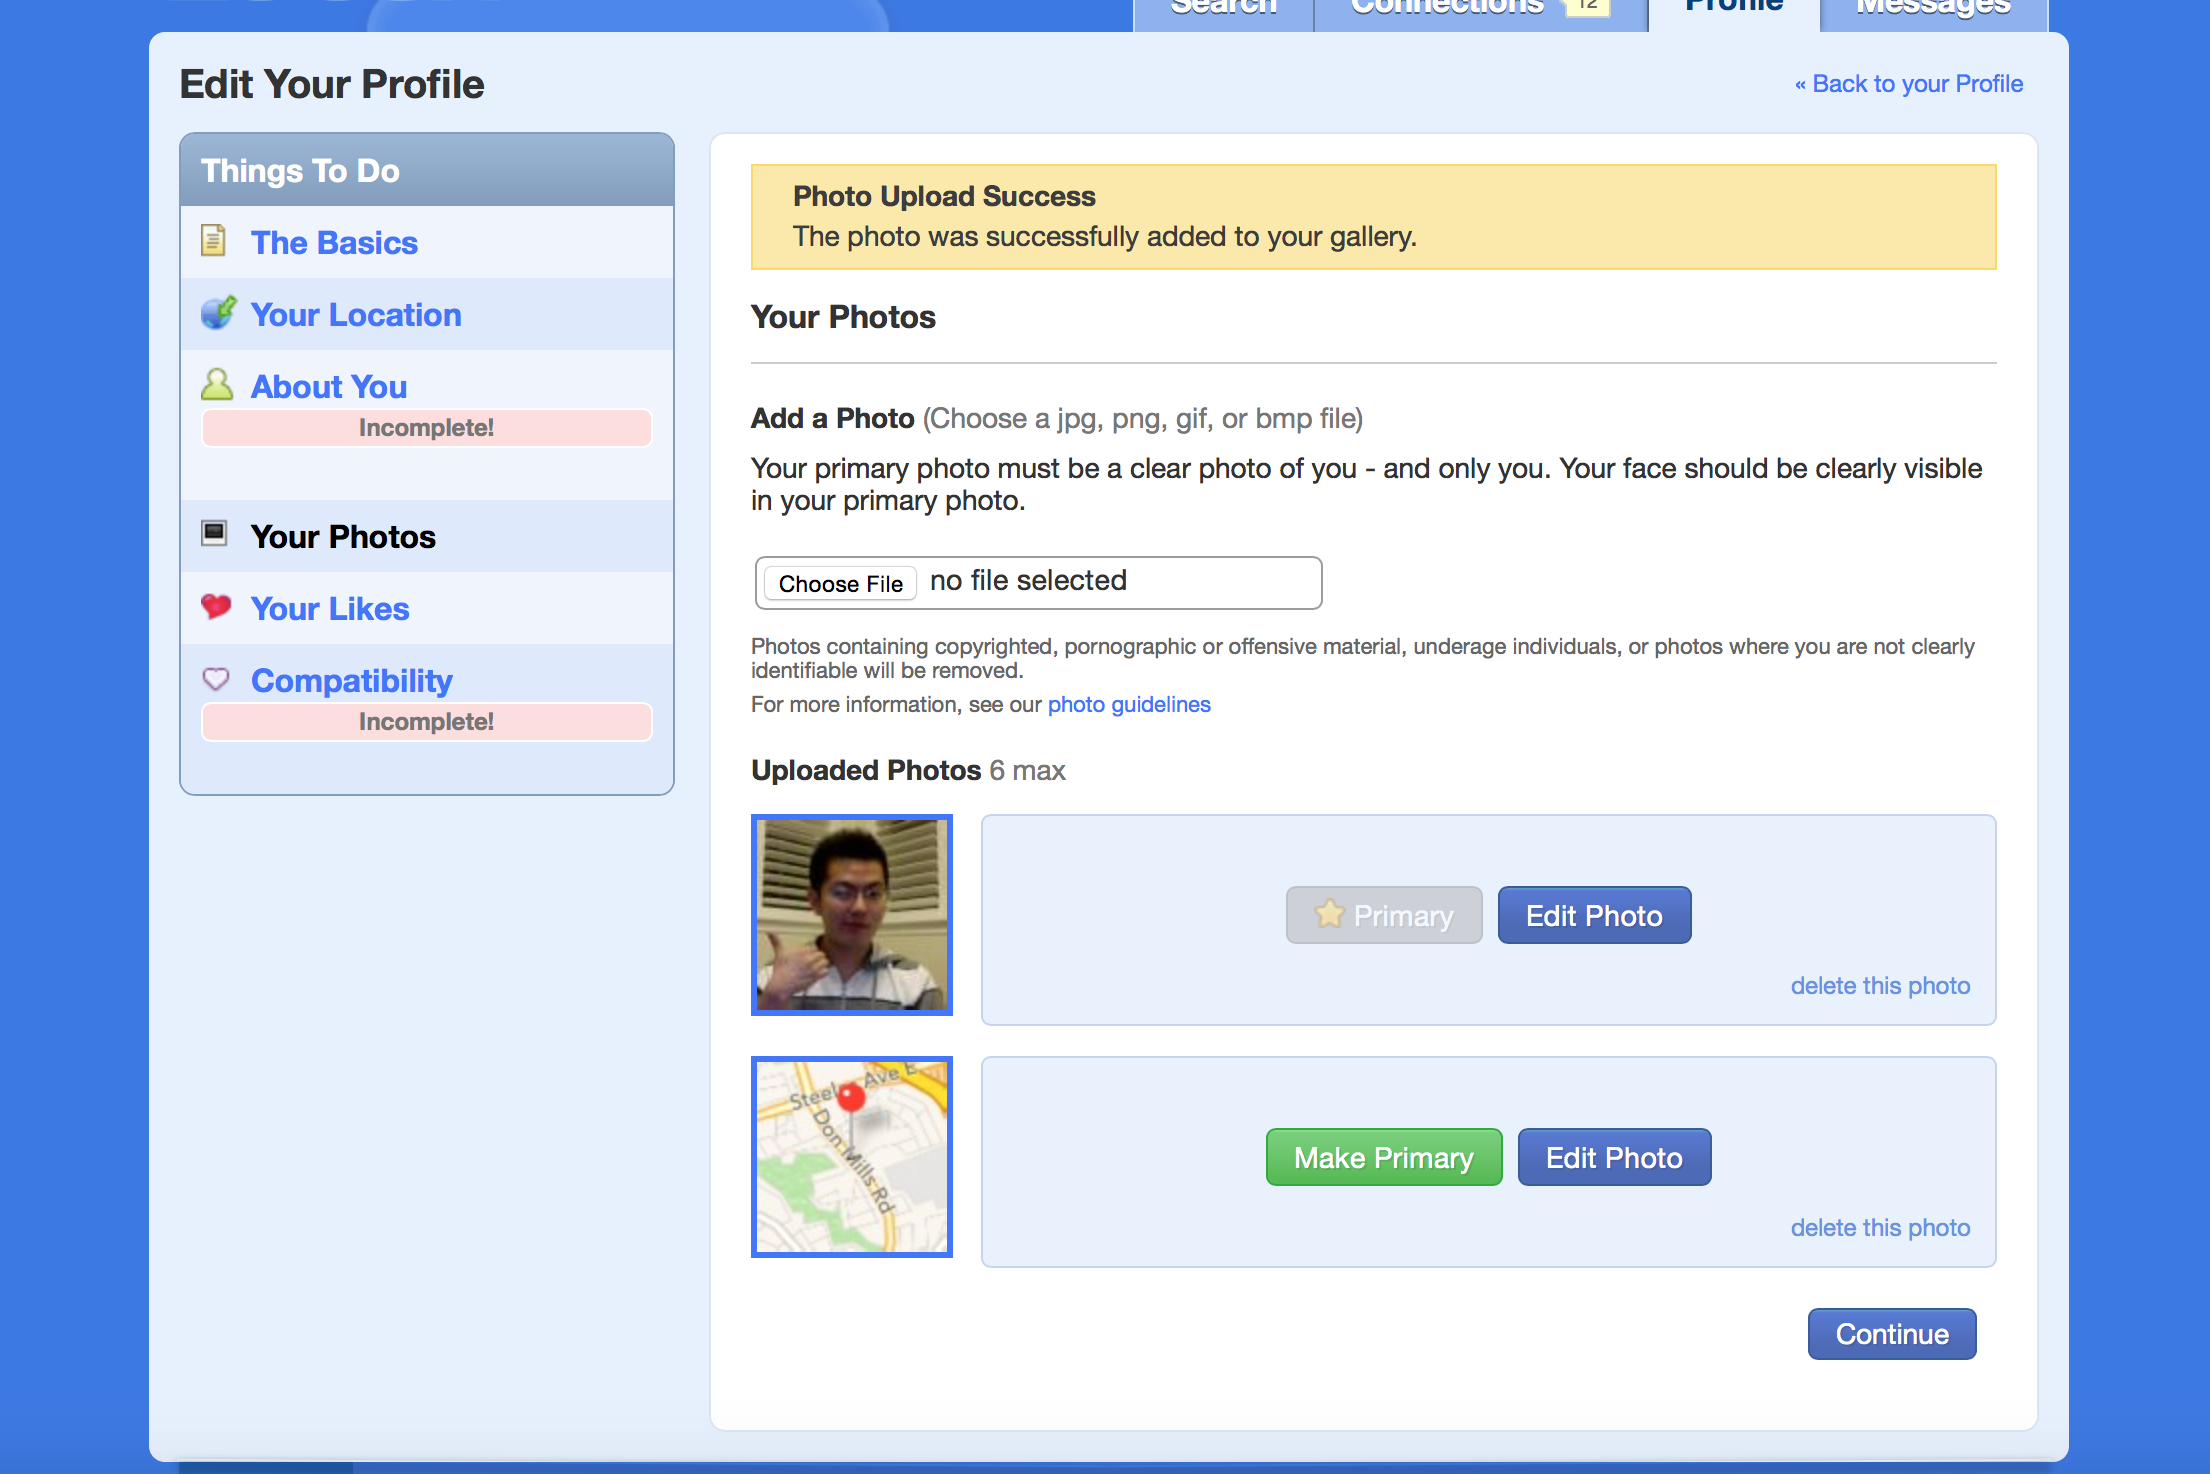 Search
Connections
12
Profile
Messages
Edit Your Profile
« Back to your Profile
Things To Do
The Basics
Your Location
About You
Incomplete!
Your Photos
Your Likes
Compatibility
Incomplete!
Photo Upload Success
The photo was successfully added to your gallery.
Your Photos
Add a Photo (Choose a jpg, png, gif, or bmp file)
Your primary photo must be a clear photo of you - and only you. Your face should be clearly visible
in your primary photo.
Choose File no file selected
Photos containing copyrighted, pornographic or offensive material, underage individuals, or photos where you are not clearly
identifiable will be removed.
For more information, see our photo guidelines
Uploaded Photos 6 max
Primary
Edit Photo
delete this photo
Ave E
Don Mills Rd
Make Primary
Edit Photo
delete this photo
Continue